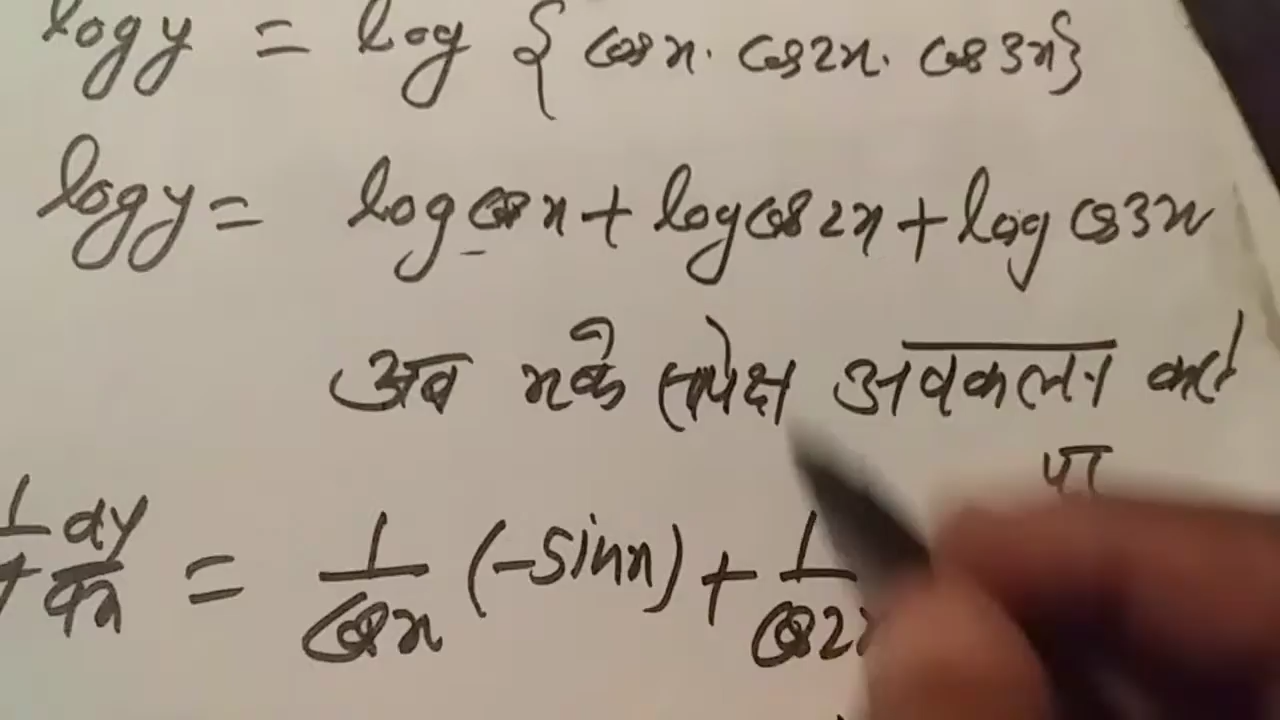 log y = log { cos x . cos 2x . cos 3x}
log y = log cos x + log cos 2x + log cos 3x
अब x के सापेक्ष अवकलन करने
पर
1/y dy/dx = 1/cos x (-sin x) + 1/cos 2x